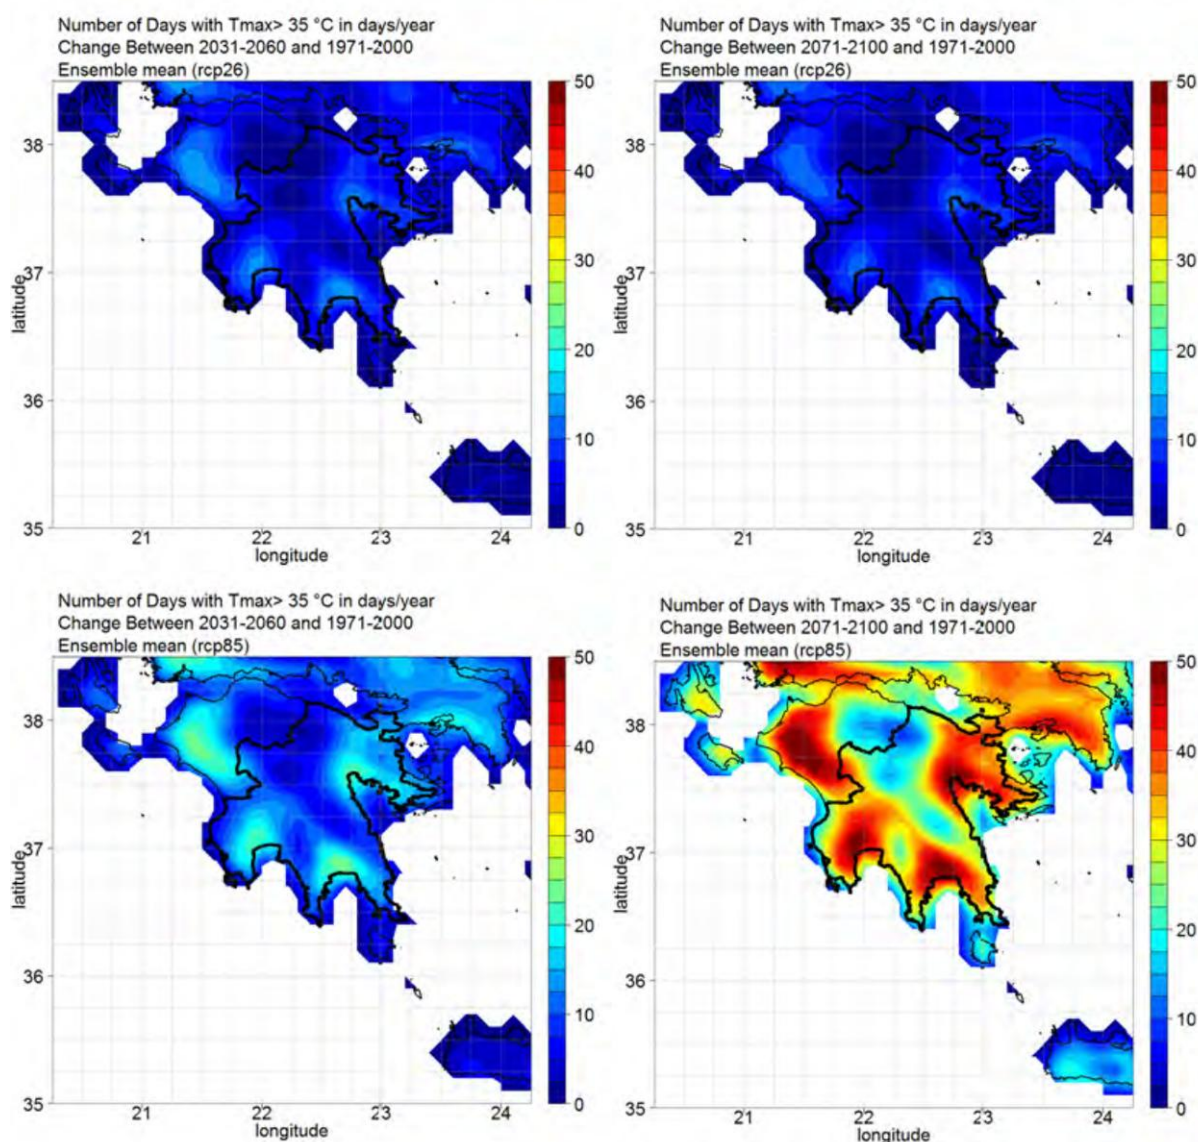 Number of Days with Tmax> 35 °C in days/year
Change Between 2031-2060 and 1971-2000
Ensemble mean (rcp26)
50
40
30
20
10
0
38
37
36
35
latitude
21
22
23
24
longitude
Number of Days with Tmax> 35 °C in days/year
Change Between 2071-2100 and 1971-2000
Ensemble mean (rcp26)
50
40
30
20
10
0
38
37
36
35
latitude
21
22
23
24
longitude
Number of Days with Tmax> 35 °C in days/year
Change Between 2031-2060 and 1971-2000
Ensemble mean (rcp85)
50
40
30
20
10
0
38
37
36
35
latitude
21
22
23
24
longitude
Number of Days with Tmax> 35 °C in days/year
Change Between 2071-2100 and 1971-2000
Ensemble mean (rcp85)
50
40
30
20
10
0
38
37
36
35
latitude
21
22
23
24
longitude